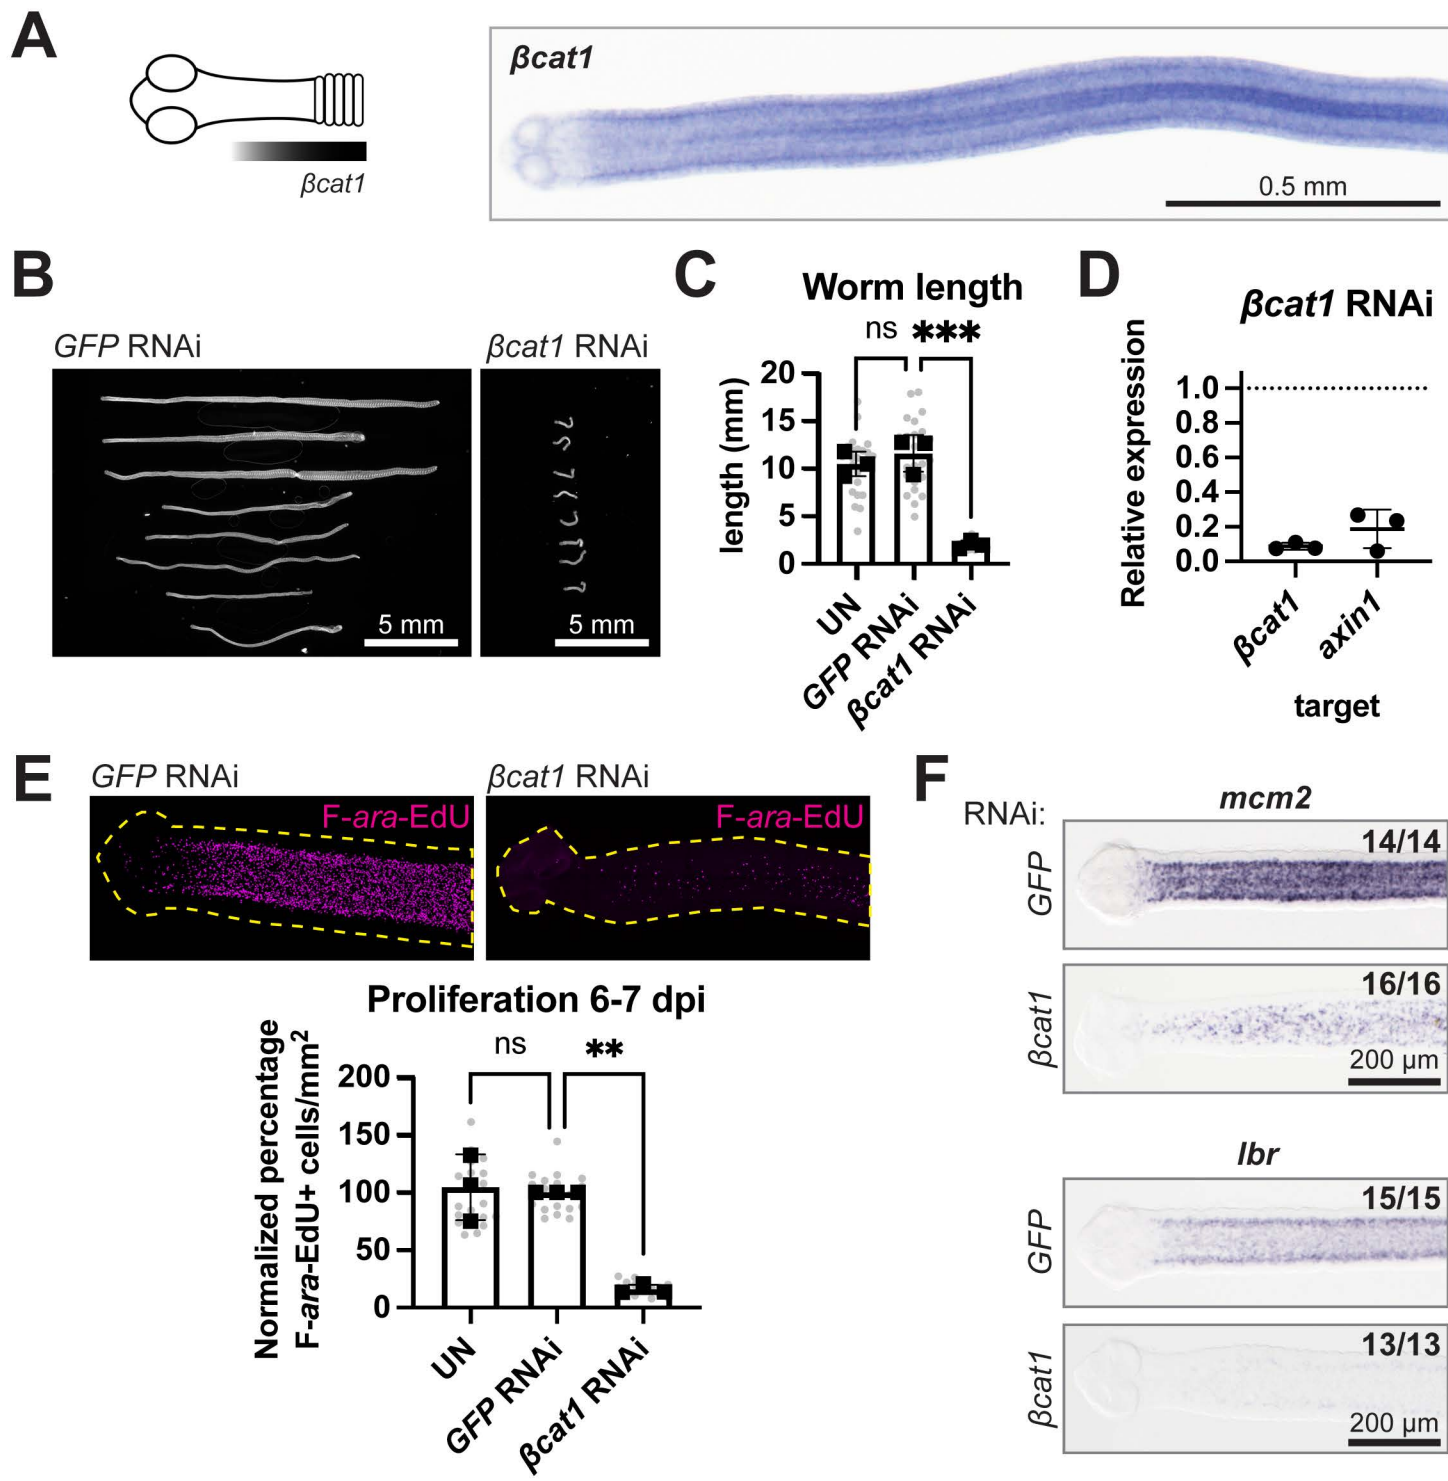 A
βcat1
βcat1
0.5 mm
B
GFP RNAi
βcat1 RNAi
5 mm
5 mm
C
Worm length
ns ***
length (mm)
20
15
10
5
0
UN
GFP RNAi
βcat1 RNAi
D
βcat1 RNAi
Relative expression
1.0
0.8
0.6
0.4
0.2
0.0
βcat1
axin1
target
E
GFP RNAi
βcat1 RNAi
F-ara-EdU
F-ara-EdU
Proliferation 6-7 dpi
ns **
Normalized percentage
F-ara-EdU+ cells/mm²
200
150
100
50
0
UN
GFP RNAi
βcat1 RNAi
F
RNAi:
mcm2
GFP
14/14
βcat1
16/16
200 μm
lbr
GFP
15/15
βcat1
13/13
200 μm